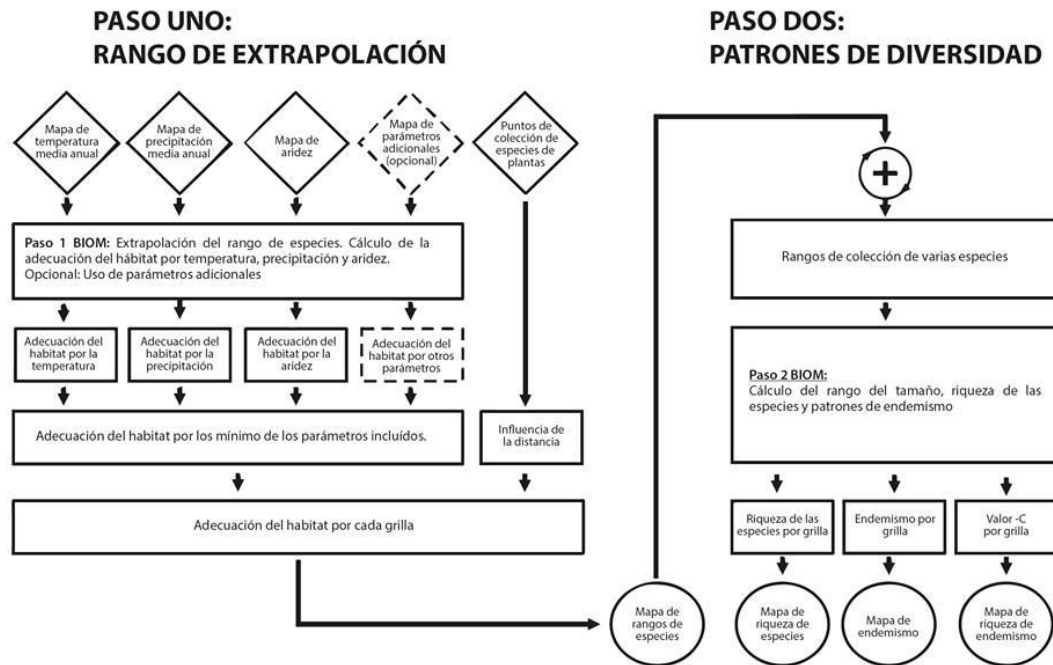 PASO UNO:
RANGO DE EXTRAPOLACIÓN
Mapa de
temperatura
media anual
Mapa de
precipitación
media anual
Mapa de
aridez
Mapa de
parámetros
adicionales
(opcional)
Puntos de
colección de
especies de
plantas
Paso 1 BIOM: Extrapolación del rango de especies. Cálculo de la
adecuación del hábitat por temperatura, precipitación y aridez.
Opcional: Uso de parámetros adicionales
Adecuación del
habitat por la
temperatura
Adecuación del
habitat por la
precipitación
Adecuación del
habitat por la
aridez
Adecuación del
habitat por otros
parámetros
Adecuación del habitat por los mínimo de los parámetros incluídos.
Influencia de
la distancia
Adecuación del habitat por cada grilla
Mapa de
rangos de
especies
PASO DOS:
PATRONES DE DIVERSIDAD
+
Rangos de colección de varias especies
Paso 2 BIOM:
Cálculo del rango del tamaño, riqueza de las
especies y patrones de endemismo
Riqueza de las
especies por grilla
Endemismo por
grilla
Valor -C
por grilla
Mapa de
riqueza de
especies
Mapa de
endemismo
Mapa de
riqueza de
endemismo